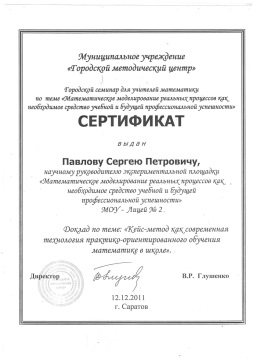 Муниципальное учреждение
«Городской методический центр»
Городской семинар для учителей математики
по теме «Математическое моделирование реальных процессов как
необходимое средство учебной и будущей профессиональной успешности»
СЕРТИФИКАТ
выдан
Павлову Сергею Петровичу,
научному руководителю экспериментальной площадки
«Математическое моделирование реальных процессов как
необходимое средство учебной и будущей
профессиональной успешности»
МОУ - Лицей № 2.
Доклад по теме: «Кейс-метод как современная
технология практико-ориентированного обучения
математике в школе».
Директор В.Р. Глушенко
12.12.2011
г. Саратов